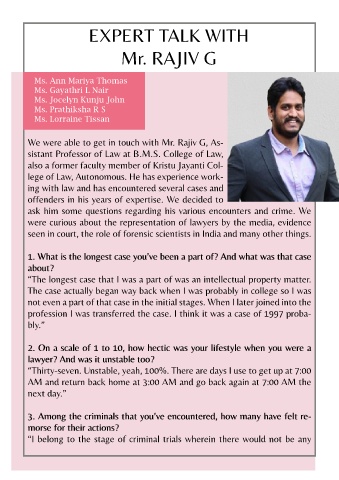 EXPERT TALK WITH
Mr. RAJIV G
Ms. Ann Mariya Thomas
Ms. Gayathri L Nair
Ms. Jocelyn Kunju John
Ms. Prathiksha R S
Ms. Lorraine Tissan
We were able to get in touch with Mr. Rajiv G, As-
sistant Professor of Law at B.M.S. College of Law,
also a former faculty member of Kristu Jayanti Col-
lege of Law, Autonomous. He has experience work-
ing with law and has encountered several cases and
offenders in his years of expertise. We decided to
ask him some questions regarding his various encounters and crime. We
were curious about the representation of lawyers by the media, evidence
seen in court, the role of forensic scientists in India and many other things.
1. What is the longest case you've been a part of? And what was that case
about?
“The longest case that I was a part of was an intellectual property matter.
The case actually began way back when I was probably in college so I was
not even a part of that case in the initial stages. When I later joined into the
profession I was transferred the case. I think it was a case of 1997 proba-
bly.”
2. On a scale of 1 to 10, how hectic was your lifestyle when you were a
lawyer? And was it unstable too?
“Thirty-seven. Unstable, yeah, 100%. There are days I use to get up at 7:00
AM and return back home at 3:00 AM and go back again at 7:00 AM the
next day.”
3. Among the criminals that you've encountered, how many have felt re-
morse for their actions?
“I belong to the stage of criminal trials wherein there would not be any